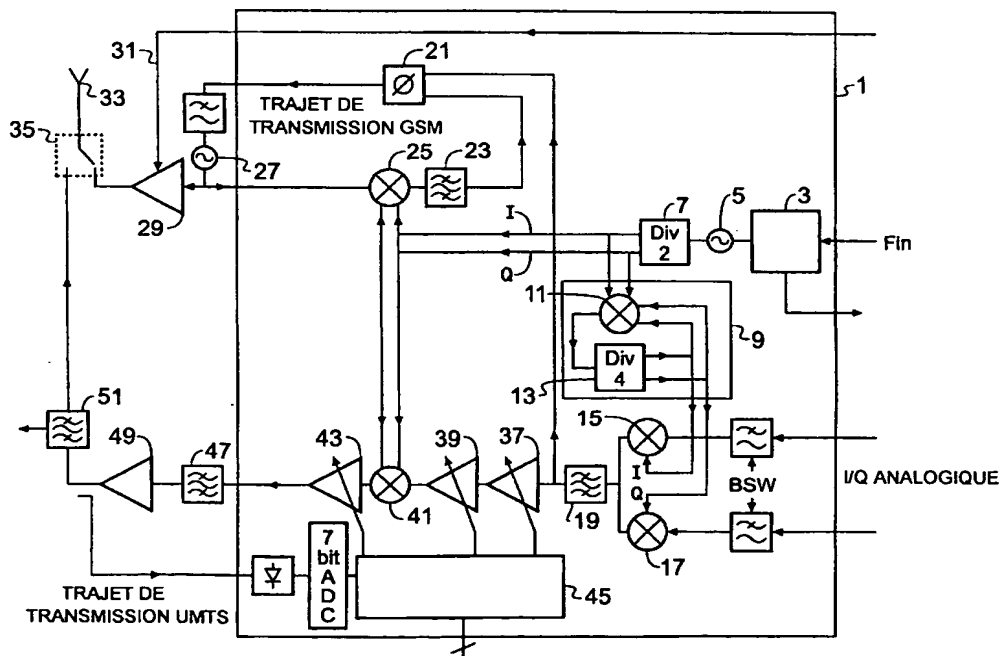 31
21
1
33
TRAJET DE
TRANSMISSION GSM
35
25
23
27
3
5
7
I
Div
2
Fin
29
Q
11
9
Div
4
13
51
15
49
47
43
39
37
I
Q
BSW
I/Q ANALOGIQUE
41
19
17
7
bit
A
D
C
45
TRAJET DE
TRANSMISSION UMTS